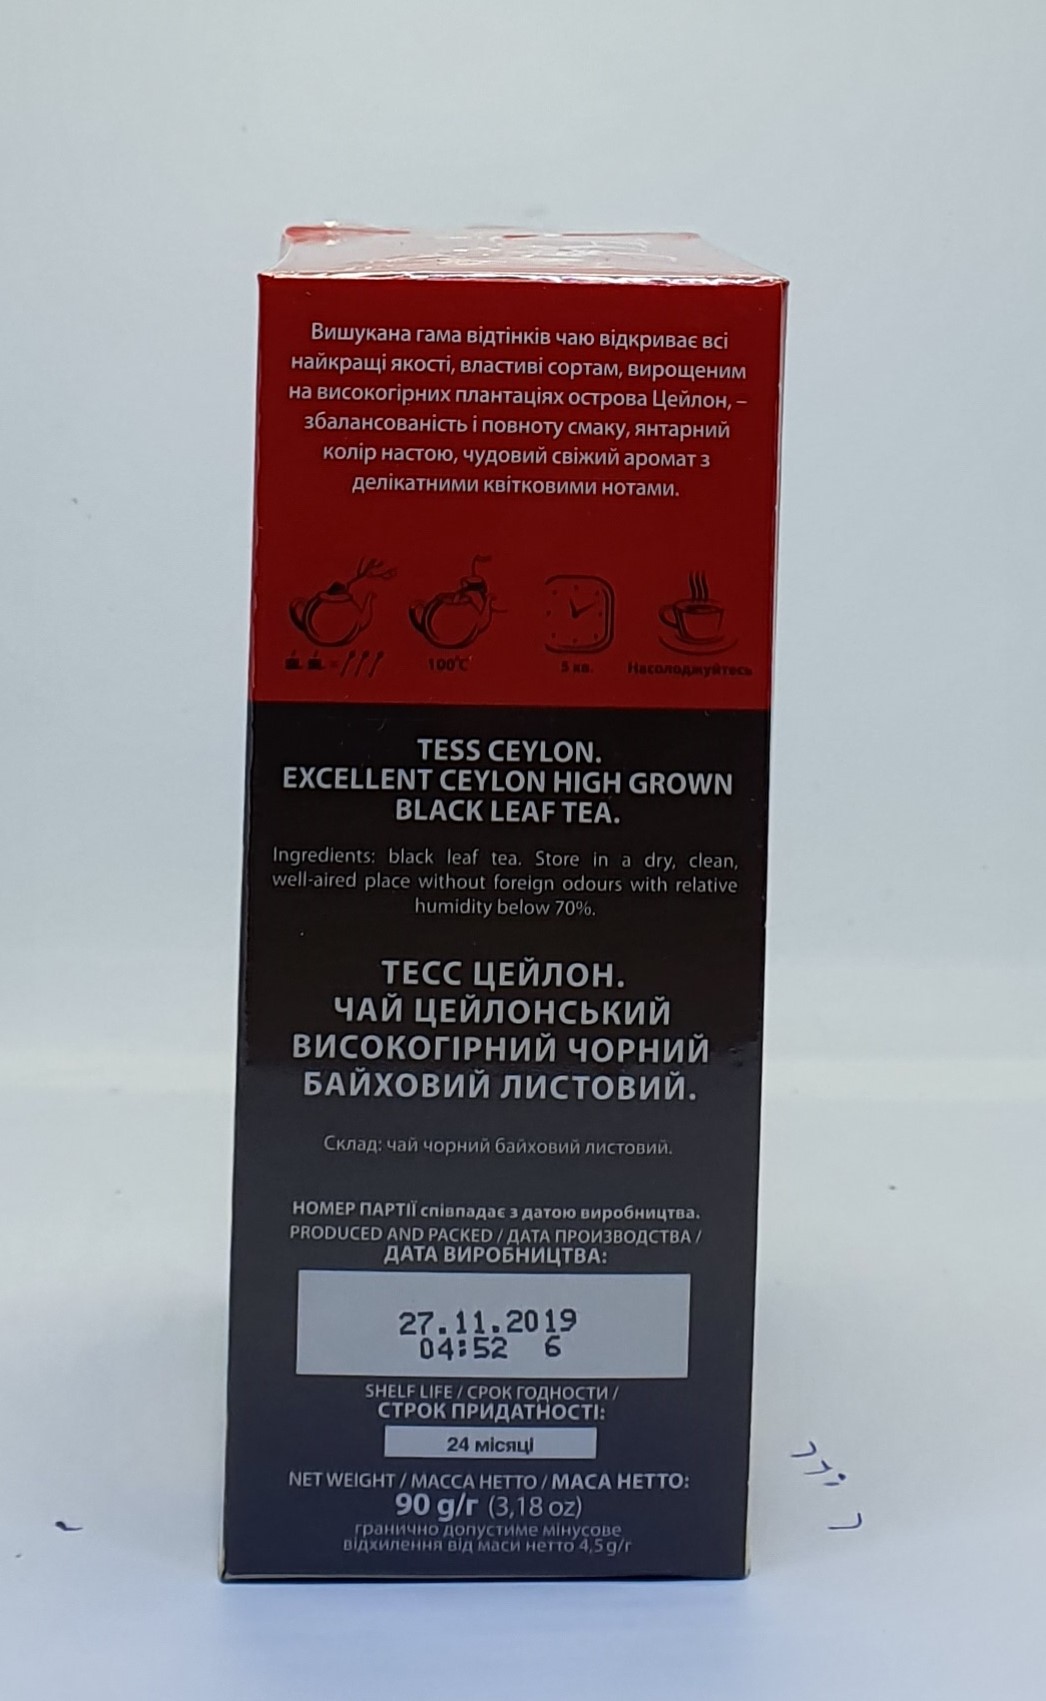 Вишукана гама відтінків чаю відкриває всі
найкращі якості, властиві сортам, вирощеним
на високогірних плантаціях острова Цейлон, –
збалансованість і повноту смаку, янтарний
колір настою, чудовий свіжий аромат з
делікатними квітковими нотами.
100°C 5 хв. Насолоджуйтесь
TESS CEYLON.
EXCELLENT CEYLON HIGH GROWN
BLACK LEAF TEA.
Ingredients: black leaf tea. Store in a dry, clean,
well-aired place without foreign odours with relative
humidity below 70%.
ТЕСС ЦЕЙЛОН.
ЧАЙ ЦЕЙЛОНСЬКИЙ
ВИСОКОГІРНИЙ ЧОРНИЙ
БАЙХОВИЙ ЛИСТОВИЙ.
Склад: чай чорний байховий листовий.
НОМЕР ПАРТІЇ співпадає з датою виробництва.
PRODUCED AND PACKED / ДАТА ПРОИЗВОДСТВА /
ДАТА ВИРОБНИЦТВА:
27.11.2019
04:52 6
SHELF LIFE / СРОК ГОДНОСТИ /
СТРОК ПРИДАТНОСТІ:
24 місяці
NET WEIGHT / МАССА НЕТТО / МАСА НЕТТО:
90 g/г (3,18 oz)
гранично допустиме мінусове
відхилення від маси нетто 4,5 g/г